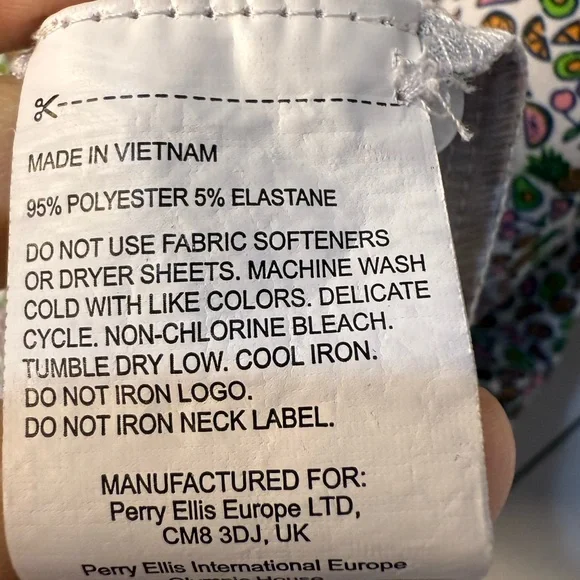 MADE IN VIETNAM
95% POLYESTER 5% ELASTANE
DO NOT USE FABRIC SOFTENERS
OR DRYER SHEETS. MACHINE WASH
COLD WITH LIKE COLORS. DELICATE
CYCLE. NON-CHLORINE BLEACH.
TUMBLE DRY LOW. COOL IRON.
DO NOT IRON LOGO.
DO NOT IRON NECK LABEL.
MANUFACTURED FOR:
Perry Ellis Europe LTD,
CM8 3DJ, UK
Perry Ellis International Europe
Olympic House